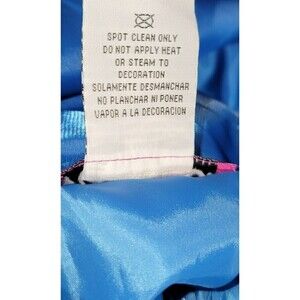 SPOT CLEAN ONLY
DO NOT APPLY HEAT
OR STEAM TO
DECORATION
SOLAMENTE DESMANCHAR
NO PLANCHAR NI PONER
VAPOR A LA DECORACION